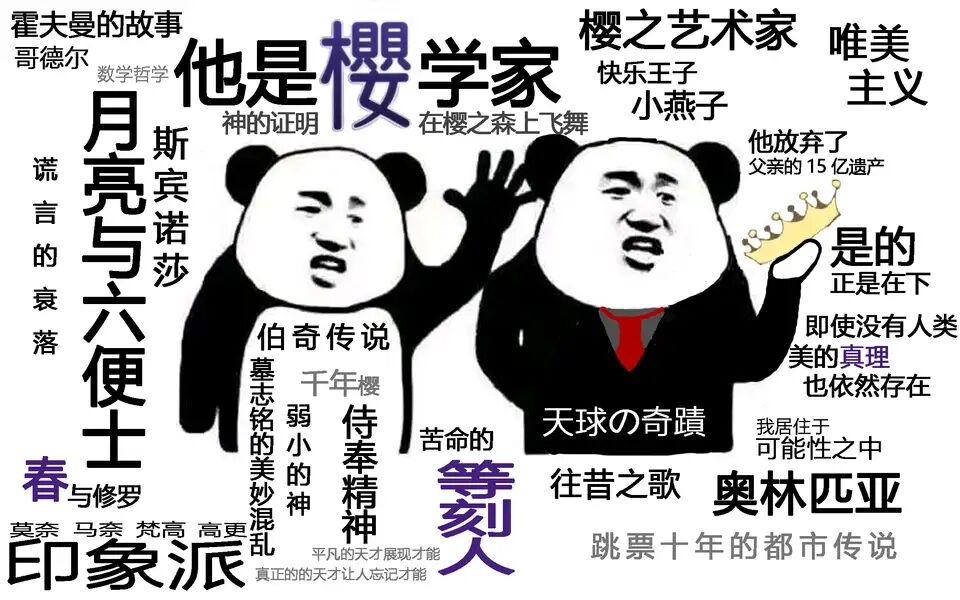 霍夫曼的故事
哥德尔
数学哲学
他是櫻学家
神的证明
在樱之森上飞舞
樱之艺术家
快乐王子
小燕子
唯美
主义
月亮与六便士
斯宾诺莎
谎言的衰落
他放弃了
父亲的15亿遗产
是的
正是在下
即使没有人类
美的真理
也依然存在
伯奇传说
千年樱
墓志铭的美妙混乱
弱小的神
侍奉精神
苦命的
等刻人
天球の奇蹟
我居住于
可能性之中
往昔之歌
奥林匹亚
跳票十年的都市传说
春与修罗
莫奈 马奈 梵高 高更
印象派
平凡的天才展现才能
真正的的天才让人忘记才能